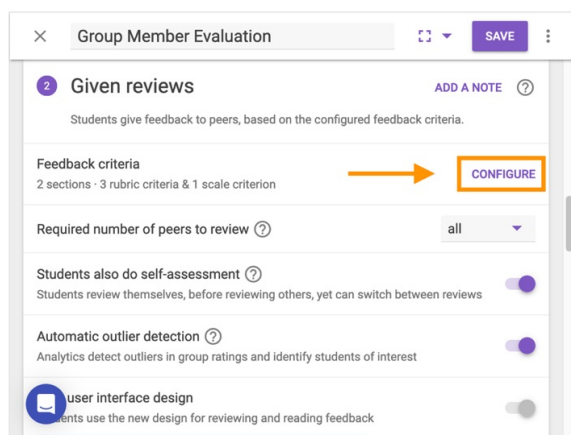 Group Member Evaluation
SAVE
2 Given reviews
ADD A NOTE ?
Students give feedback to peers, based on the configured feedback criteria.
Feedback criteria
2 sections · 3 rubric criteria & 1 scale criterion
CONFIGURE
Required number of peers to review ?
all
Students also do self-assessment ?
Students review themselves, before reviewing others, yet can switch between reviews
Automatic outlier detection ?
Analytics detect outliers in group ratings and identify students of interest
user interface design
ents use the new design for reviewing and reading feedback